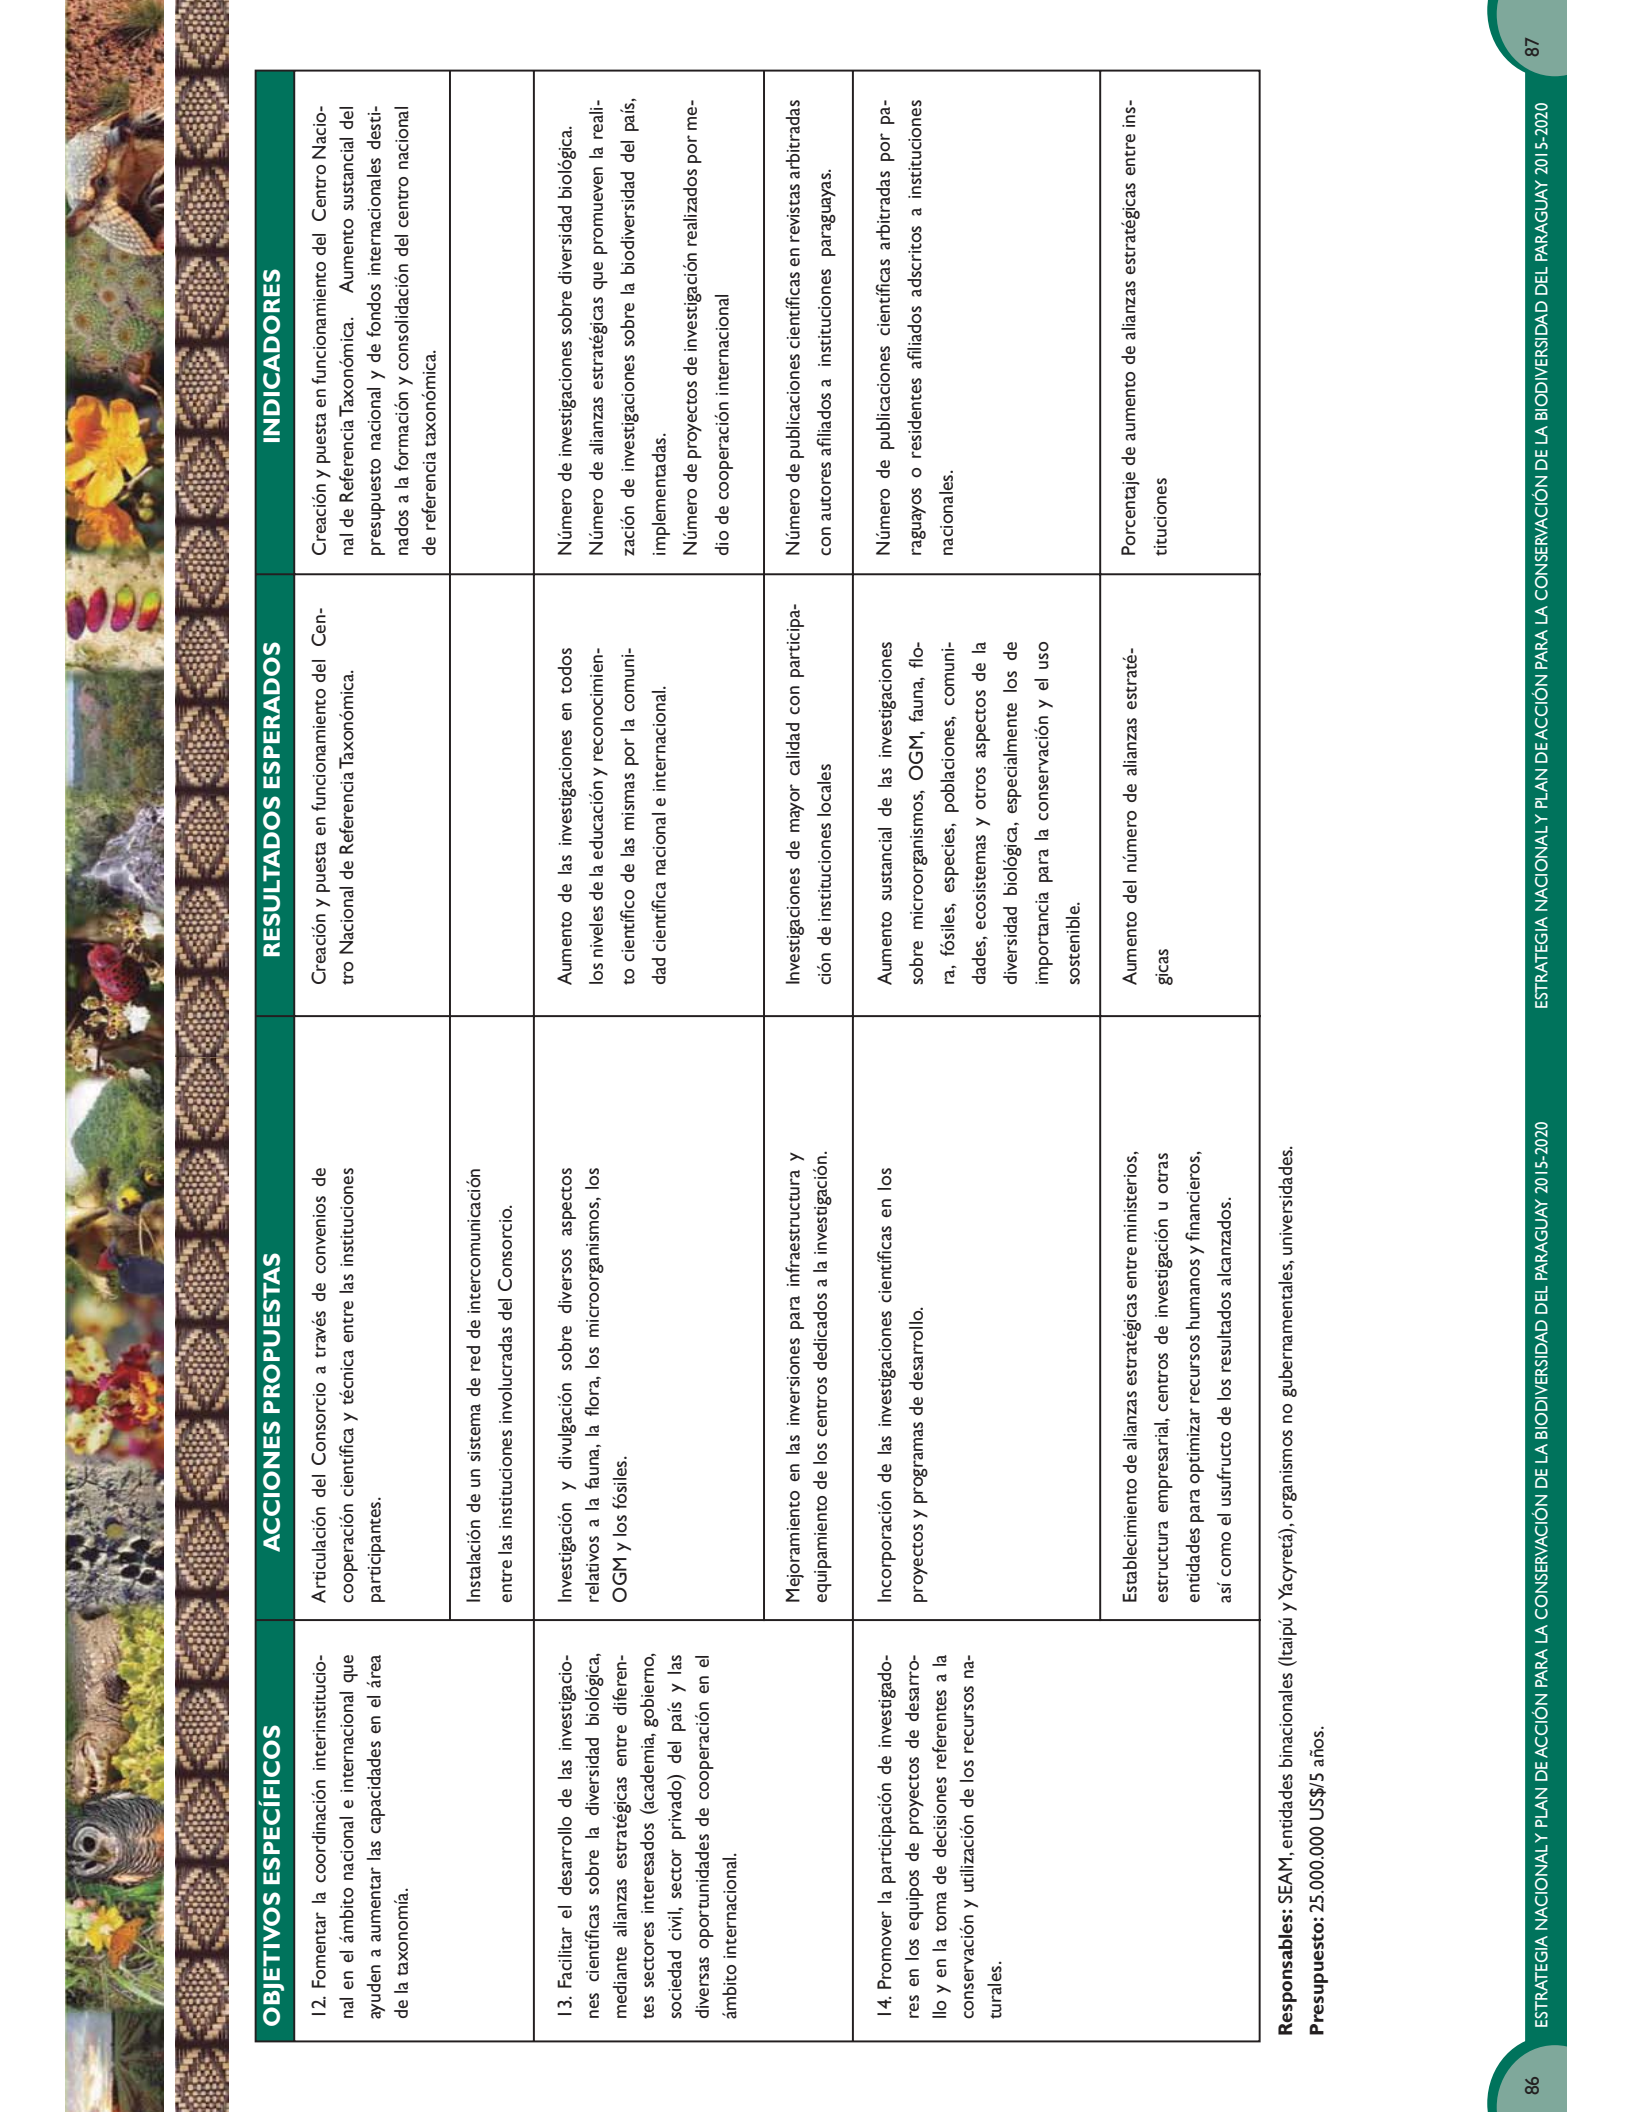 OBJETIVOS ESPECÍFICOS
ACCIONES PROPUESTAS
RESULTADOS ESPERADOS
INDICADORES
12. Fomentar la coordinación interinstitucio-
nal en el ámbito nacional e internacional que
ayuden a aumentar las capacidades en el área
de la taxonomía.
Articulación del Consorcio a través de convenios de
cooperación científica y técnica entre las instituciones
participantes.
Creación y puesta en funcionamiento del Cen-
tro Nacional de Referencia Taxonómica.
Creación y puesta en funcionamiento del Centro Nacio-
nal de Referencia Taxonómica. Aumento sustancial del
presupuesto nacional y de fondos internacionales desti-
nados a la formación y consolidación del centro nacional
de referencia taxonómica.
Instalación de un sistema de red de intercomunicación
entre las instituciones involucradas del Consorcio.
13. Facilitar el desarrollo de las investigacio-
nes científicas sobre la diversidad biológica,
mediante alianzas estratégicas entre diferen-
tes sectores interesados (academia, gobierno,
sociedad civil, sector privado) del país y las
diversas oportunidades de cooperación en el
ámbito internacional.
Investigación y divulgación sobre diversos aspectos
relativos a la fauna, la flora, los microorganismos, los
OGM y los fósiles.
Aumento de las investigaciones en todos
los niveles de la educación y reconocimien-
to científico de las mismas por la comuni-
dad científica nacional e internacional.
Número de investigaciones sobre diversidad biológica.
Número de alianzas estratégicas que promueven la reali-
zación de investigaciones sobre la biodiversidad del país,
implementadas.
Número de proyectos de investigación realizados por me-
dio de cooperación internacional
Mejoramiento en las inversiones para infraestructura y
equipamiento de los centros dedicados a la investigación.
Investigaciones de mayor calidad con participa-
ción de instituciones locales
Número de publicaciones científicas en revistas arbitradas
con autores afiliados a instituciones paraguayas.
14. Promover la participación de investigado-
res en los equipos de proyectos de desarro-
llo y en la toma de decisiones referentes a la
conservación y utilización de los recursos na-
turales.
Incorporación de las investigaciones científicas en los
proyectos y programas de desarrollo.
Aumento sustancial de las investigaciones
sobre microorganismos, OGM, fauna, flo-
ra, fósiles, especies, poblaciones, comuni-
dades, ecosistemas y otros aspectos de la
diversidad biológica, especialmente los de
importancia para la conservación y el uso
sostenible.
Número de publicaciones científicas arbitradas por pa-
raguayos o residentes afiliados adscritos a instituciones
nacionales.
Establecimiento de alianzas estratégicas entre ministerios,
estructura empresarial, centros de investigación u otras
entidades para optimizar recursos humanos y financieros,
así como el usufructo de los resultados alcanzados.
Aumento del número de alianzas estraté-
gicas
Porcentaje de aumento de alianzas estratégicas entre ins-
tituciones
Responsables: SEAM, entidades binacionales (Itaipú y Yacyretá), organismos no gubernamentales, universidades.
Presupuesto: 25.000.000 US$/5 años.
86
ESTRATEGIA NACIONAL Y PLAN DE ACCIÓN PARA LA CONSERVACIÓN DE LA BIODIVERSIDAD DEL PARAGUAY 2015-2020
ESTRATEGIA NACIONAL Y PLAN DE ACCIÓN PARA LA CONSERVACIÓN DE LA BIODIVERSIDAD DEL PARAGUAY 2015-2020
87